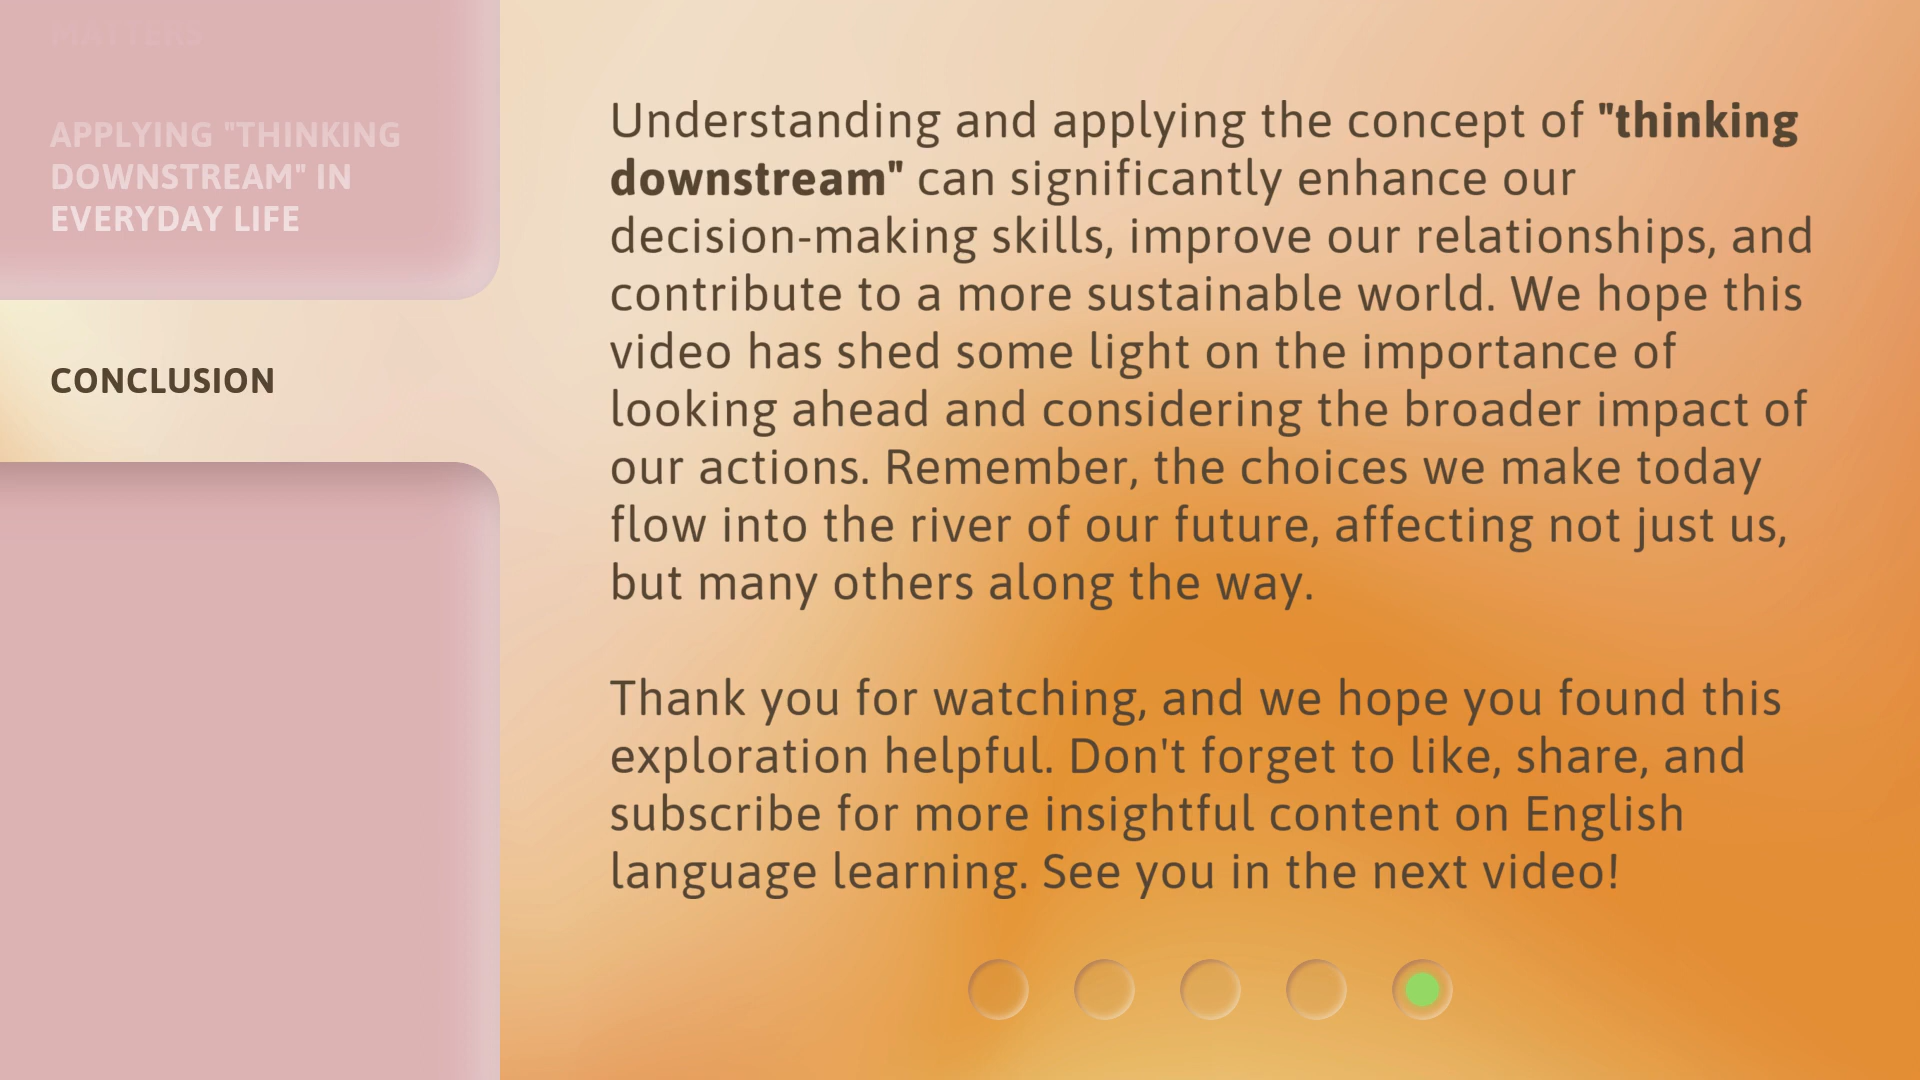 MATTERS
APPLYING "THINKING
DOWNSTREAM" IN
EVERYDAY LIFE
CONCLUSION
Understanding and applying the concept of "thinking
downstream" can significantly enhance our
decision-making skills, improve our relationships, and
contribute to a more sustainable world. We hope this
video has shed some light on the importance of
looking ahead and considering the broader impact of
our actions. Remember, the choices we make today
flow into the river of our future, affecting not just us,
but many others along the way.
Thank you for watching, and we hope you found this
exploration helpful. Don't forget to like, share, and
subscribe for more insightful content on English
language learning. See you in the next video!